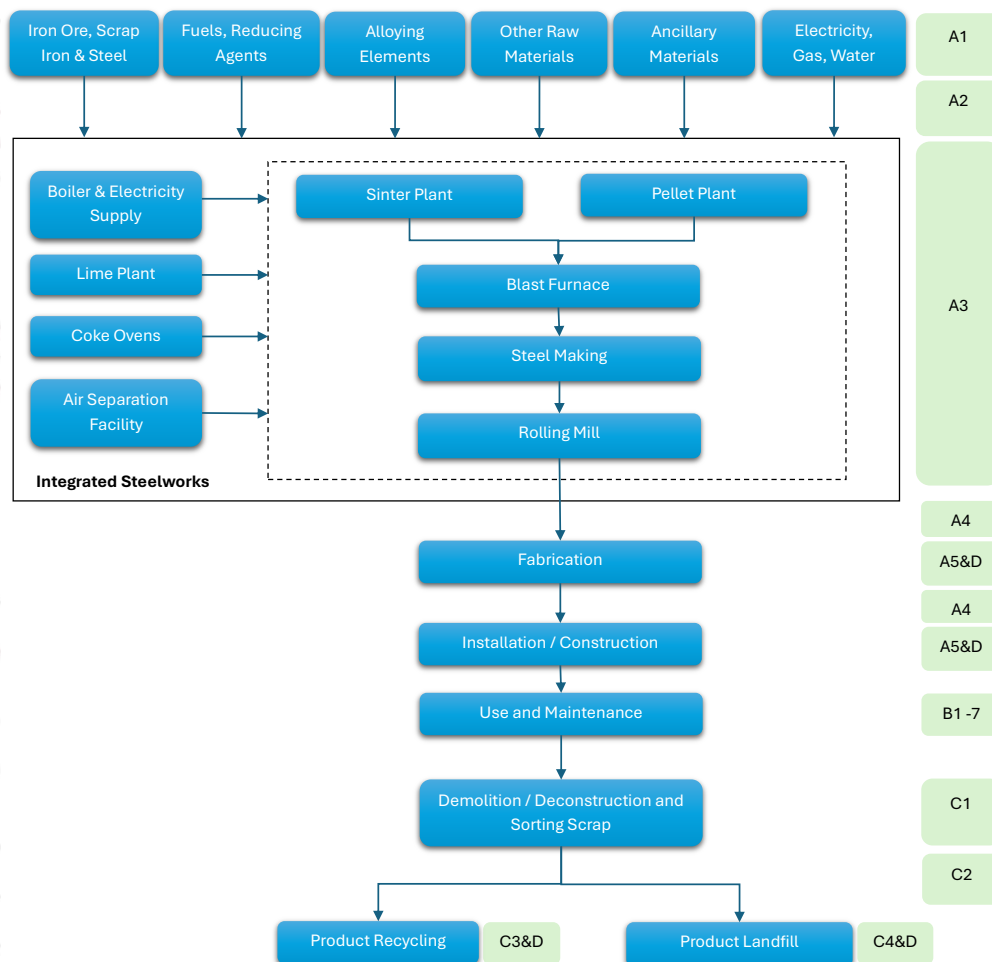 Iron Ore, Scrap
Iron & Steel
Fuels, Reducing
Agents
Alloying
Elements
Other Raw
Materials
Ancillary
Materials
Electricity,
Gas, Water
A1
A2
Boiler & Electricity
Supply
Sinter Plant
Pellet Plant
Lime Plant
Blast Furnace
A3
Coke Ovens
Steel Making
Air Separation
Facility
Rolling Mill
Integrated Steelworks
A4
Fabrication
A5&D
A4
Installation / Construction
A5&D
Use and Maintenance
B1 -7
Demolition / Deconstruction and
Sorting Scrap
C1
C2
Product Recycling
C3&D
Product Landfill
C4&D